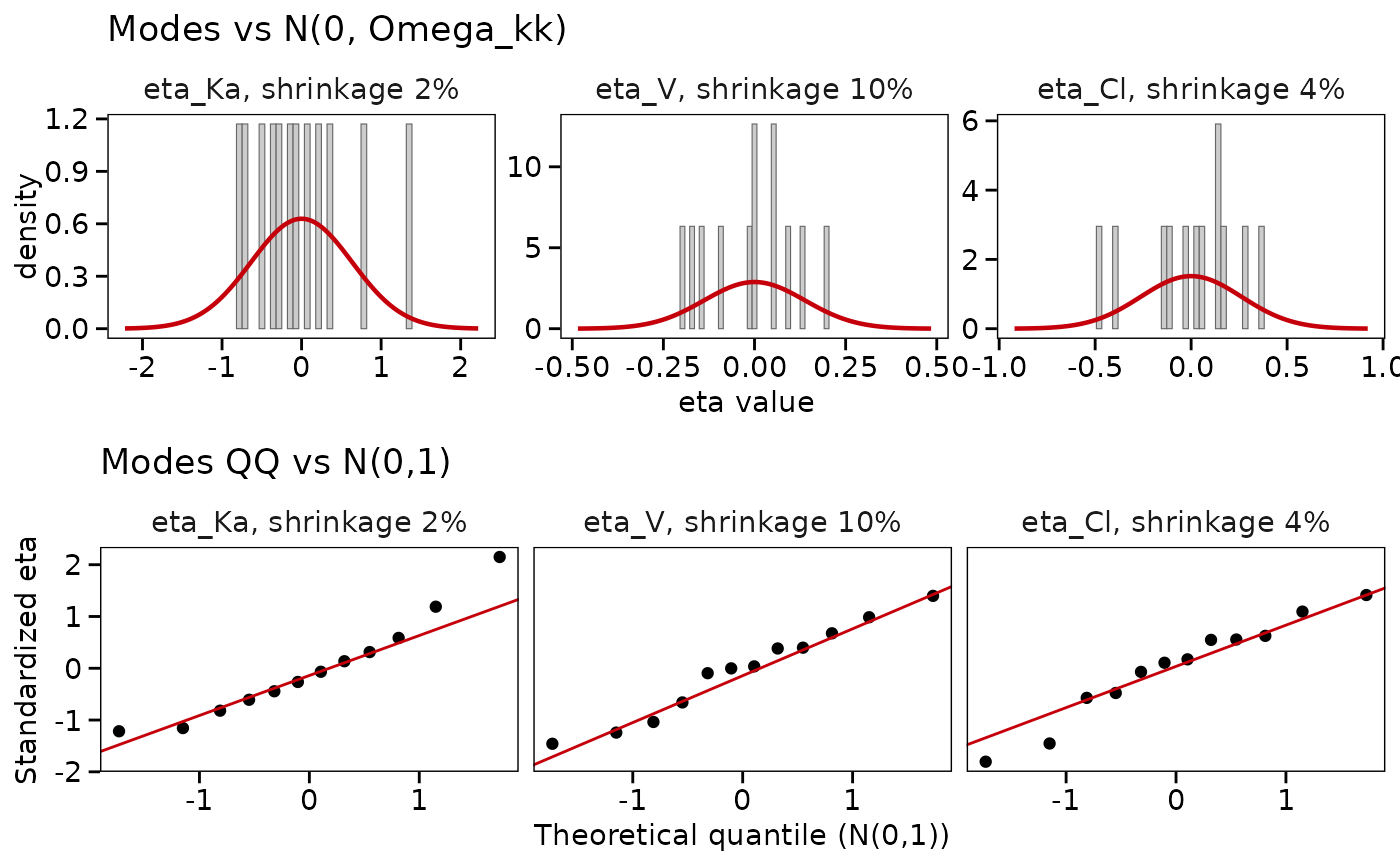 Modes vs N(0, Omega_kk)
eta_Ka, shrinkage 2% eta_V, shrinkage 10% eta_Cl, shrinkage 4%
density
1.2
0.9
0.6
0.3
0.0
-2 -1 0 1 2
10
5
0
-0.50 -0.25 0.00 0.25 0.50
6
4
2
0
-1.0 -0.5 0.0 0.5 1.0
eta value
Modes QQ vs N(0,1)
eta_Ka, shrinkage 2% eta_V, shrinkage 10% eta_Cl, shrinkage 4%
Standardized eta
2
1
0
-1
-2
-1 0 1
-1 0 1
-1 0 1
Theoretical quantile (N(0,1))